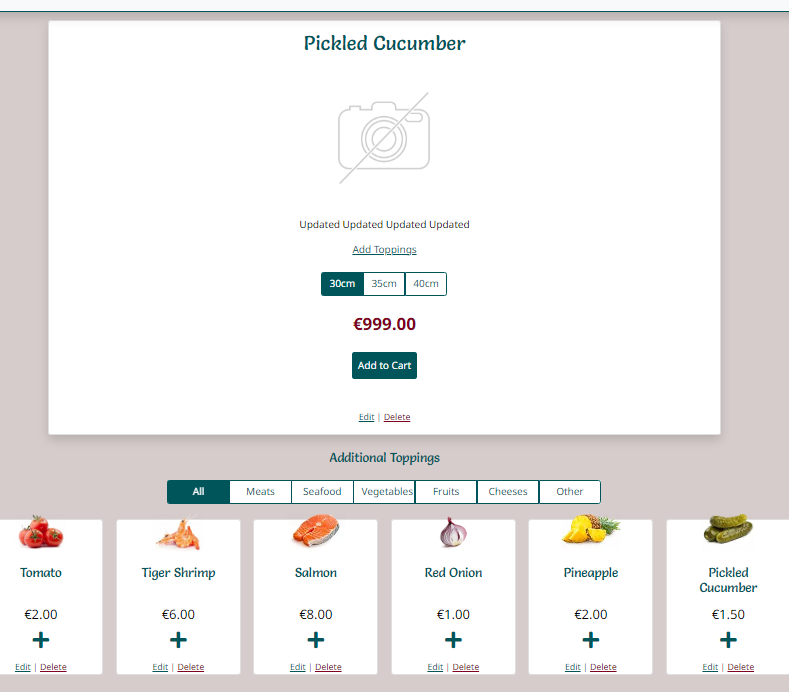 Pickled Cucumber
Updated Updated Updated Updated
Add Toppings
30cm 35cm 40cm
€999.00
Add to Cart
Edit | Delete
Additional Toppings
All Meats Seafood Vegetables Fruits Cheeses Other
Tomato Tiger Shrimp Salmon Red Onion Pineapple Pickled
Cucumber
€2.00 €6.00 €8.00 €1.00 €2.00 €1.50
+ + + + + +
Edit | Delete Edit | Delete Edit | Delete Edit | Delete Edit | Delete Edit | Delete